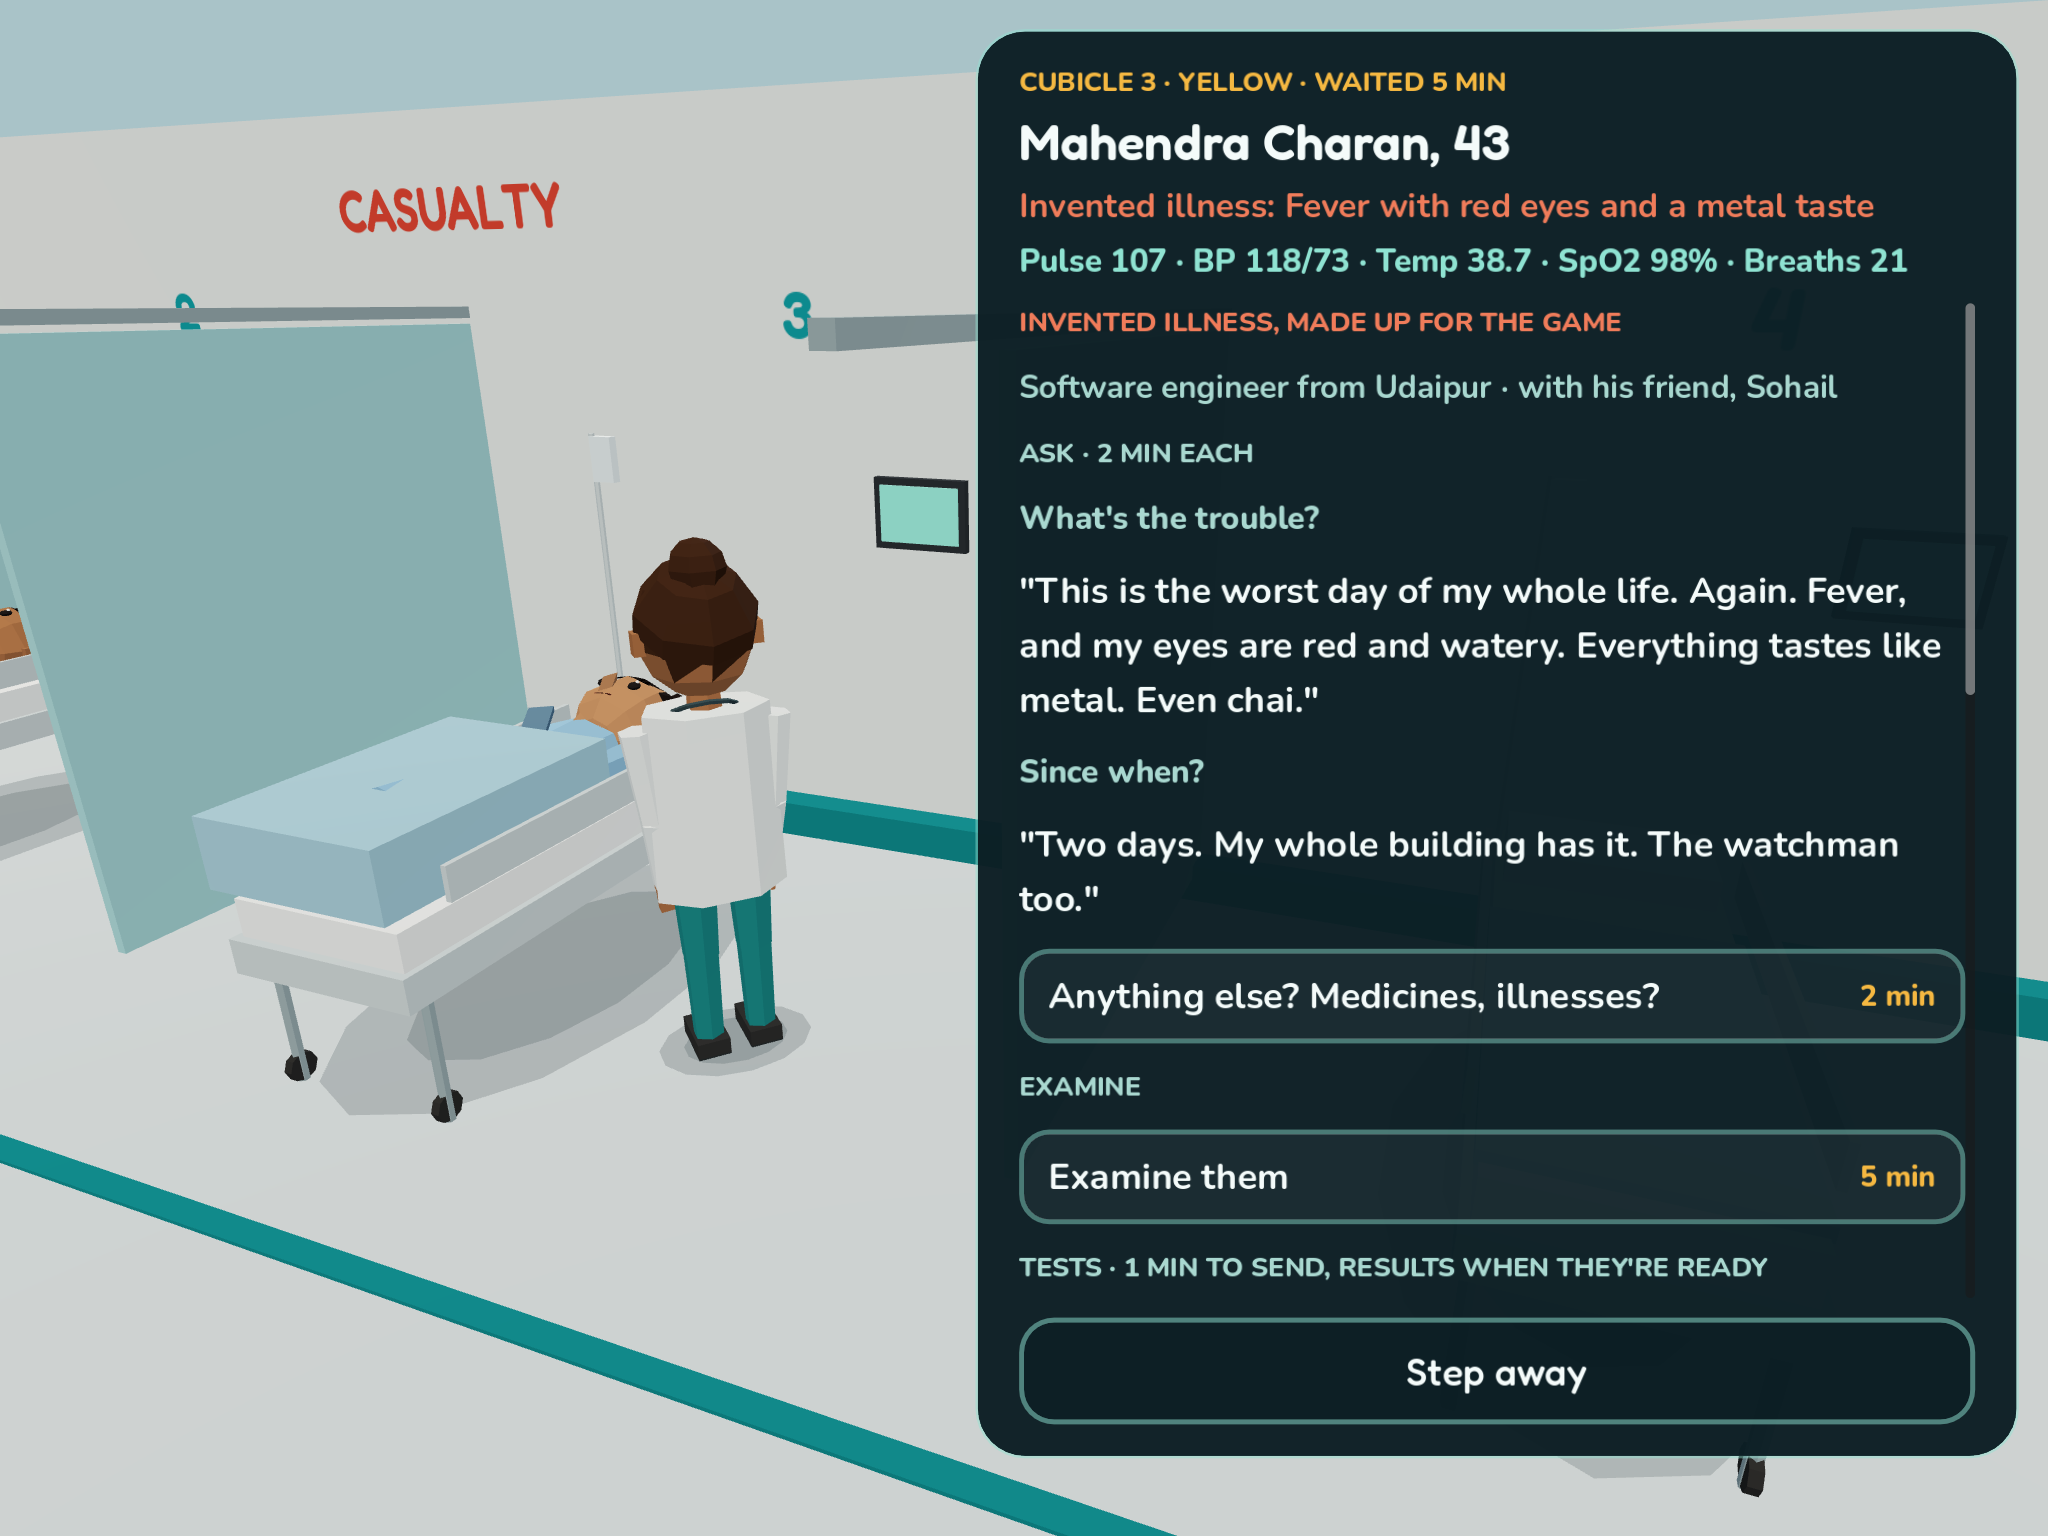 CASUALTY
2
3
4
CUBICLE 3 · YELLOW · WAITED 5 MIN
Mahendra Charan, 43
Invented illness: Fever with red eyes and a metal taste
Pulse 107 · BP 118/73 · Temp 38.7 · SpO2 98% · Breaths 21
INVENTED ILLNESS, MADE UP FOR THE GAME
Software engineer from Udaipur · with his friend, Sohail
ASK · 2 MIN EACH
What's the trouble?
"This is the worst day of my whole life. Again. Fever,
and my eyes are red and watery. Everything tastes like
metal. Even chai."
Since when?
"Two days. My whole building has it. The watchman
too."
Anything else? Medicines, illnesses? 2 min
EXAMINE
Examine them 5 min
TESTS · 1 MIN TO SEND, RESULTS WHEN THEY'RE READY
Step away